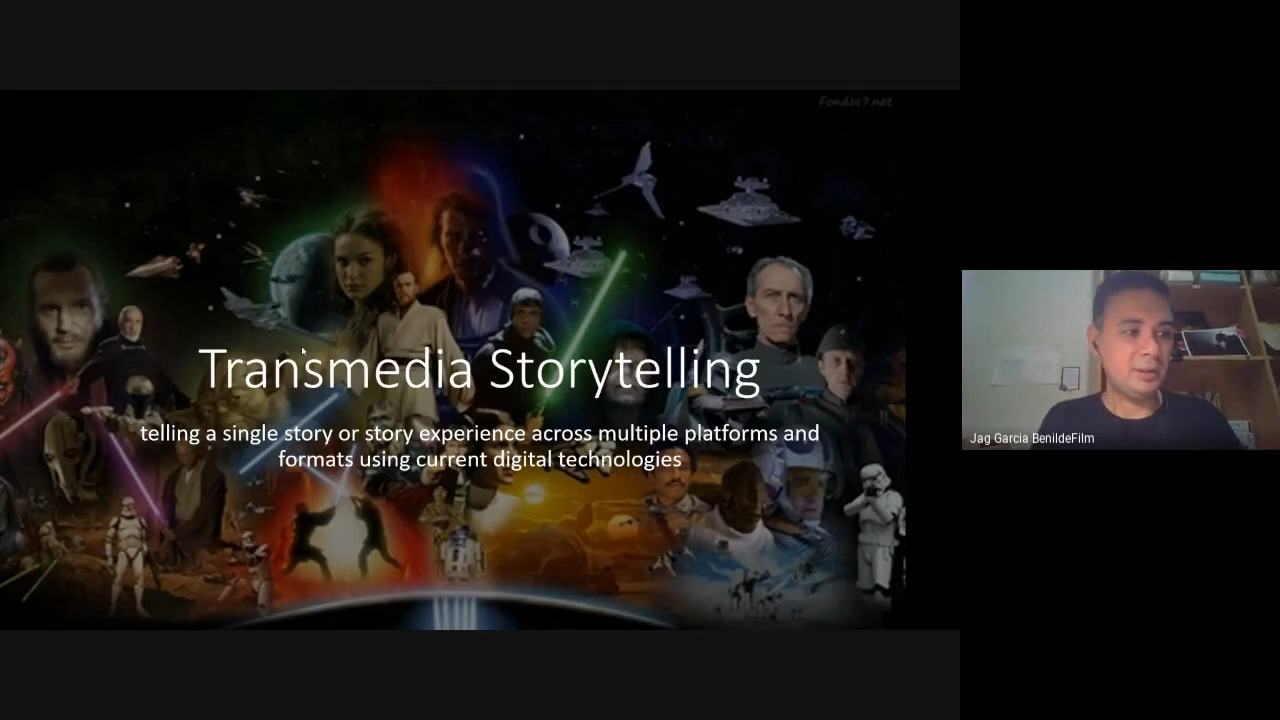 Fondos7.net
Transmedia Storytelling
telling a single story or story experience across multiple platforms and
formats using current digital technologies
Jag Garcia BenildeFilm